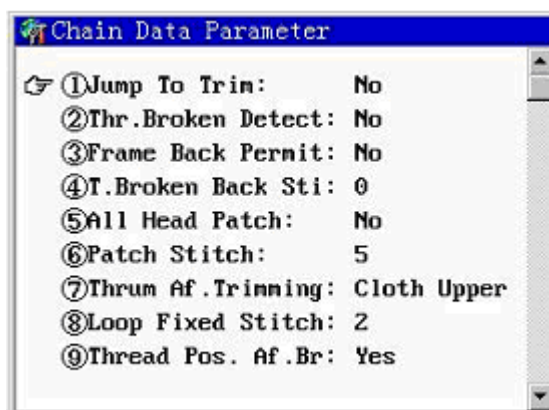 Chain Data Parameter
①Jump To Trim: No
②Thr.Broken Detect: No
③Frame Back Permit: No
④T.Broken Back Sti: 0
⑤All Head Patch: No
⑥Patch Stitch: 5
⑦Thrum Af.Trimming: Cloth Upper
⑧Loop Fixed Stitch: 2
⑨Thread Pos. Af.Br: Yes